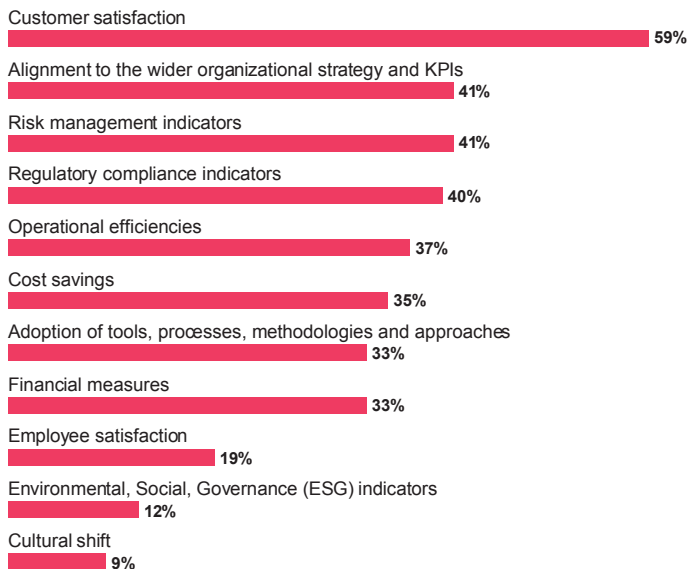 Customer satisfaction
59%
Alignment to the wider organizational strategy and KPIs
41%
Risk management indicators
41%
Regulatory compliance indicators
40%
Operational efficiencies
37%
Cost savings
35%
Adoption of tools, processes, methodologies and approaches
33%
Financial measures
33%
Employee satisfaction
19%
Environmental, Social, Governance (ESG) indicators
12%
Cultural shift
9%